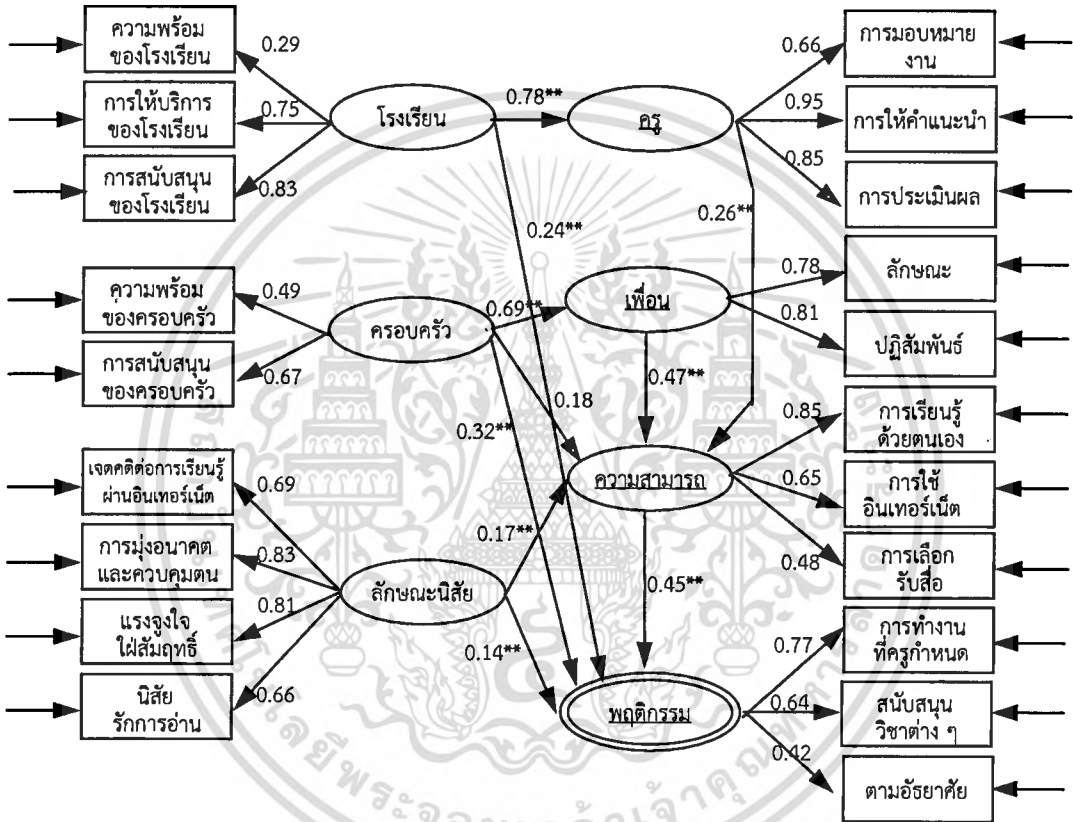 ความพร้อม
ของโรงเรียน
0.29
การให้บริการ
ของโรงเรียน
0.75
การสนับสนุน
ของโรงเรียน
0.83
โรงเรียน
0.78**
ครู
0.66
การมอบหมาย
งาน
0.95
การให้คำแนะนำ
0.85
การประเมินผล
0.24**
0.26**
ความพร้อม
ของครอบครัว
0.49
การสนับสนุน
ของครอบครัว
0.67
ครอบครัว
0.69**
เพื่อน
0.78
ลักษณะ
0.81
ปฏิสัมพันธ์
0.47**
0.18
0.32**
ความสามารถ
0.85
การเรียนรู้
ด้วยตนเอง
0.65
การใช้
อินเทอร์เน็ต
0.48
การเลือก
รับสื่อ
เจตคติต่อการเรียนรู้
ผ่านอินเทอร์เน็ต
0.69
การมุ่งอนาคต
และควบคุมตน
0.83
แรงจูงใจ
ใฝ่สัมฤทธิ์
0.81
นิสัย
รักการอ่าน
0.66
ลักษณะนิสัย
0.17**
0.14**
0.45**
พฤติกรรม
0.77
การทำงาน
ที่ครูกำหนด
0.64
สนับสนุน
วิชาต่าง ๆ
0.42
ตามอัธยาศัย